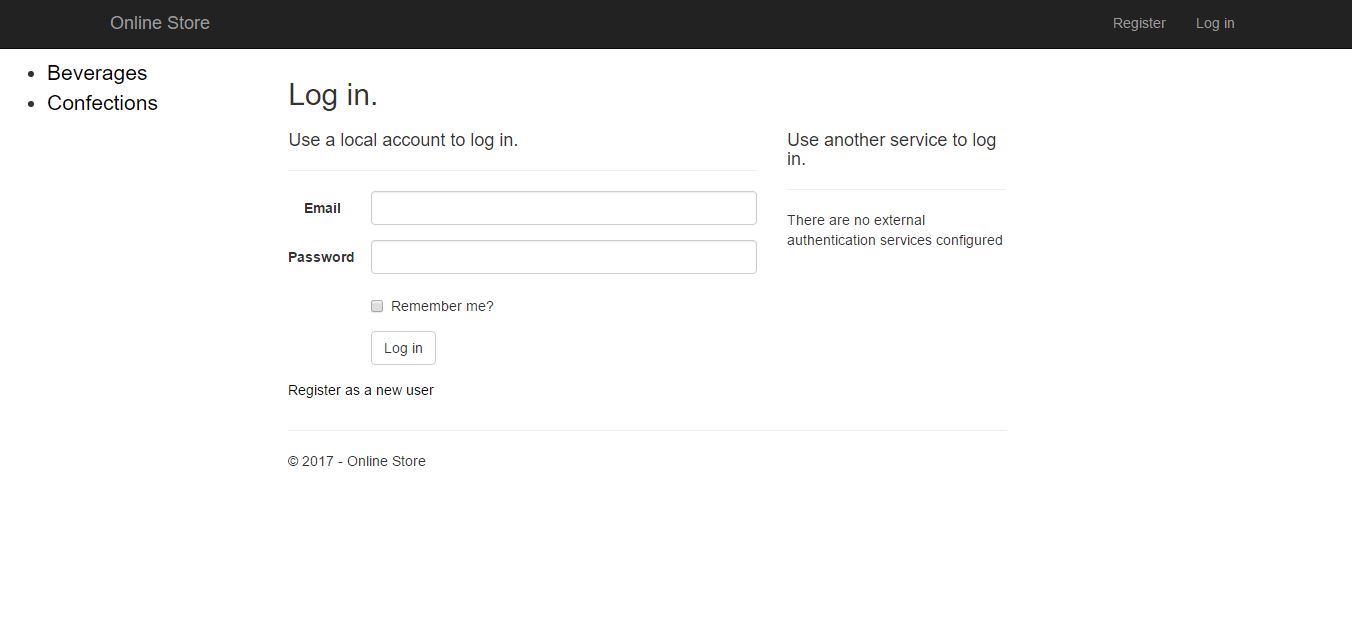 Online Store
Register
Log in
Beverages
Confections
Log in.
Use a local account to log in.
Email
Password
Remember me?
Log in
Register as a new user
Use another service to log
in.
There are no external
authentication services configured
© 2017 - Online Store